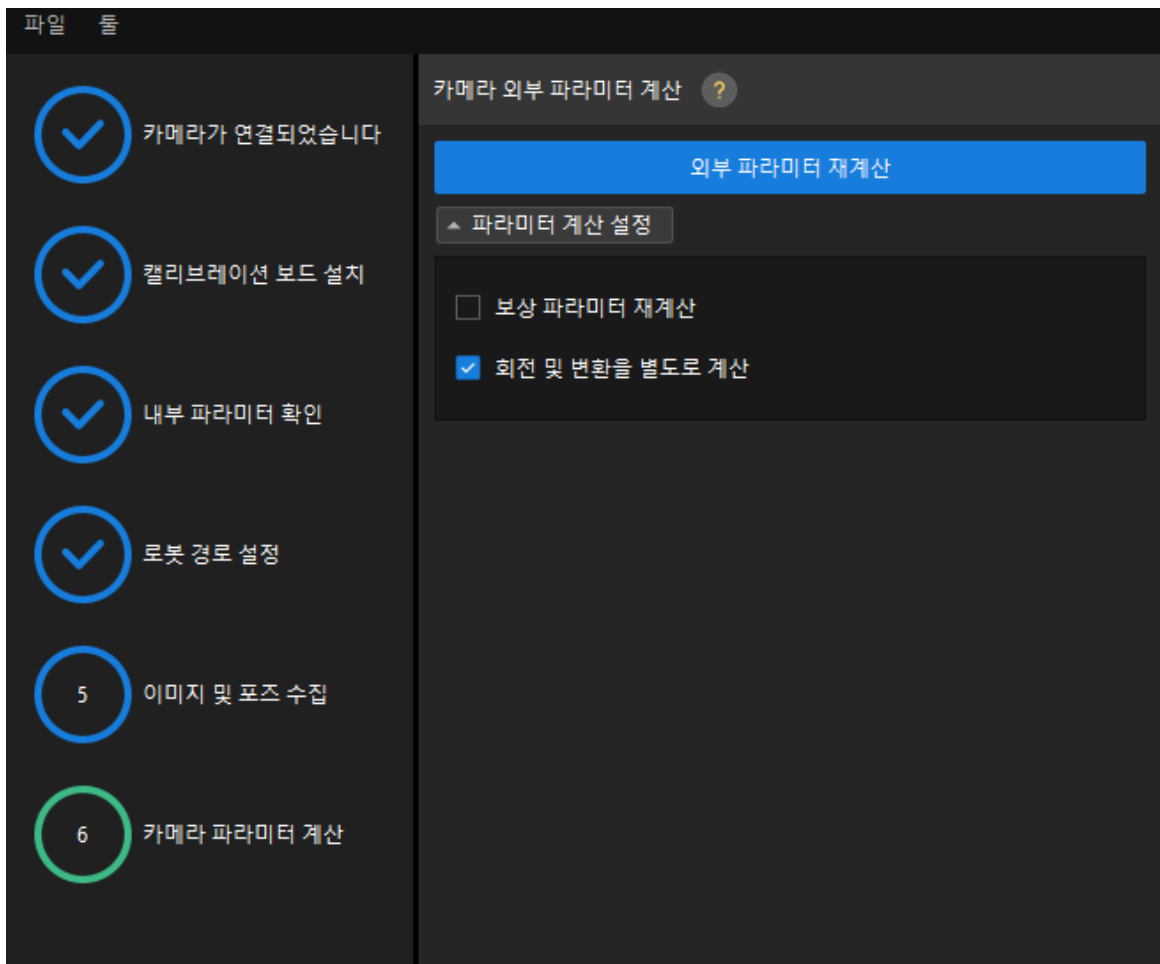 파일 툴
카메라가 연결되었습니다
캘리브레이션 보드 설치
내부 파라미터 확인
로봇 경로 설정
5 이미지 및 포즈 수집
6 카메라 파라미터 계산
카메라 외부 파라미터 계산 ?
외부 파라미터 재계산
파라미터 계산 설정
보상 파라미터 재계산
회전 및 변환을 별도로 계산